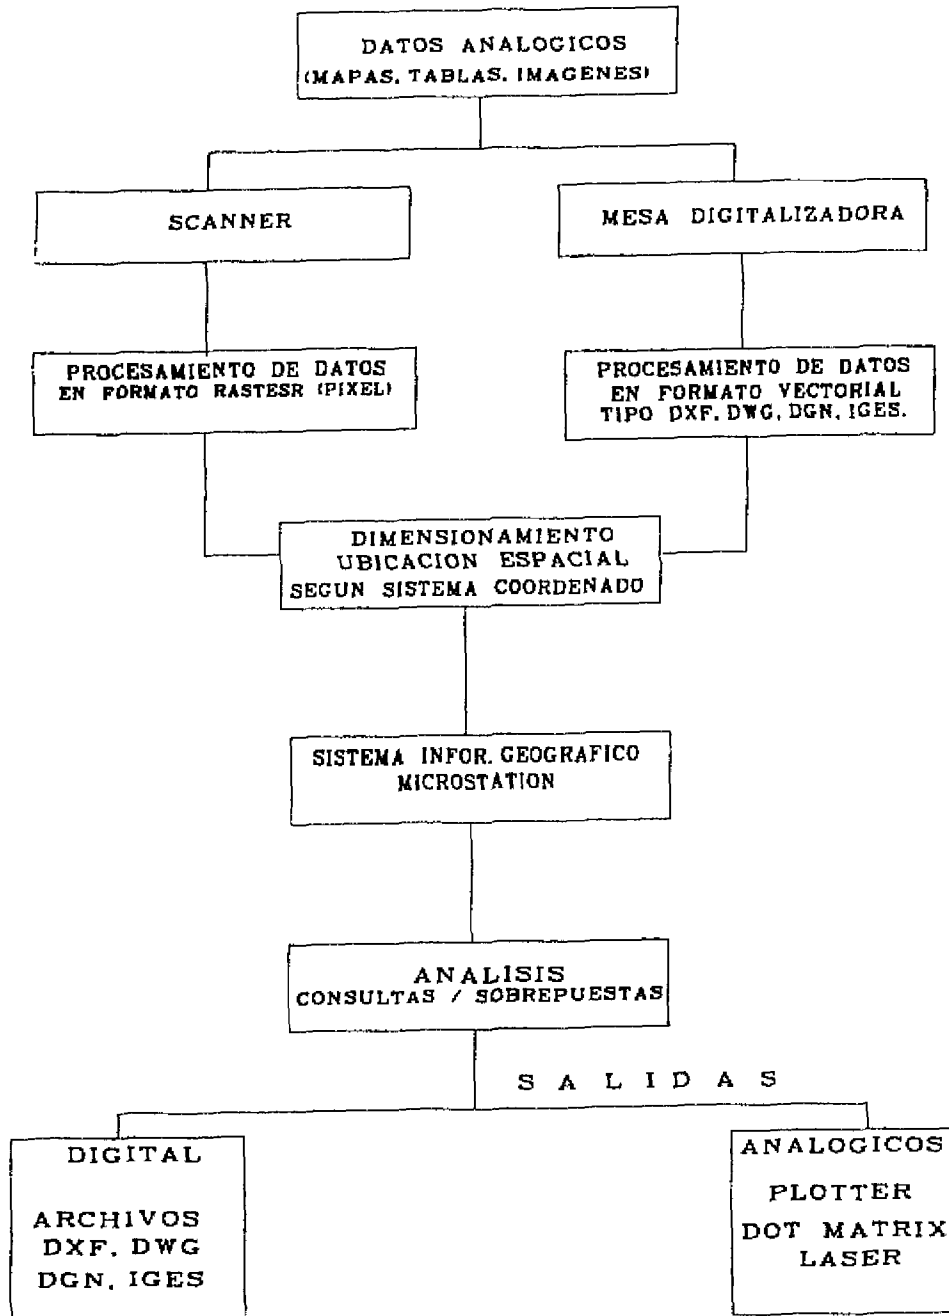 DATOS ANALOGICOS
(MAPAS, TABLAS, IMAGENES)
SCANNER
MESA DIGITALIZADORA
PROCESAMIENTO DE DATOS
EN FORMATO RASTESR (PIXEL)
PROCESAMIENTO DE DATOS
EN FORMATO VECTORIAL
TIPO DXF, DWG, DGN, IGES.
DIMENSIONAMIENTO
UBICACION ESPACIAL
SEGUN SISTEMA COORDENADO
SISTEMA INFOR. GEOGRAFICO
MICROSTATION
ANALISIS
CONSULTAS / SOBREPUESTAS
SALIDAS
DIGITAL
ARCHIVOS
DXF, DWG
DGN, IGES
ANALOGICOS
PLOTTER
DOT MATRIX
LASER